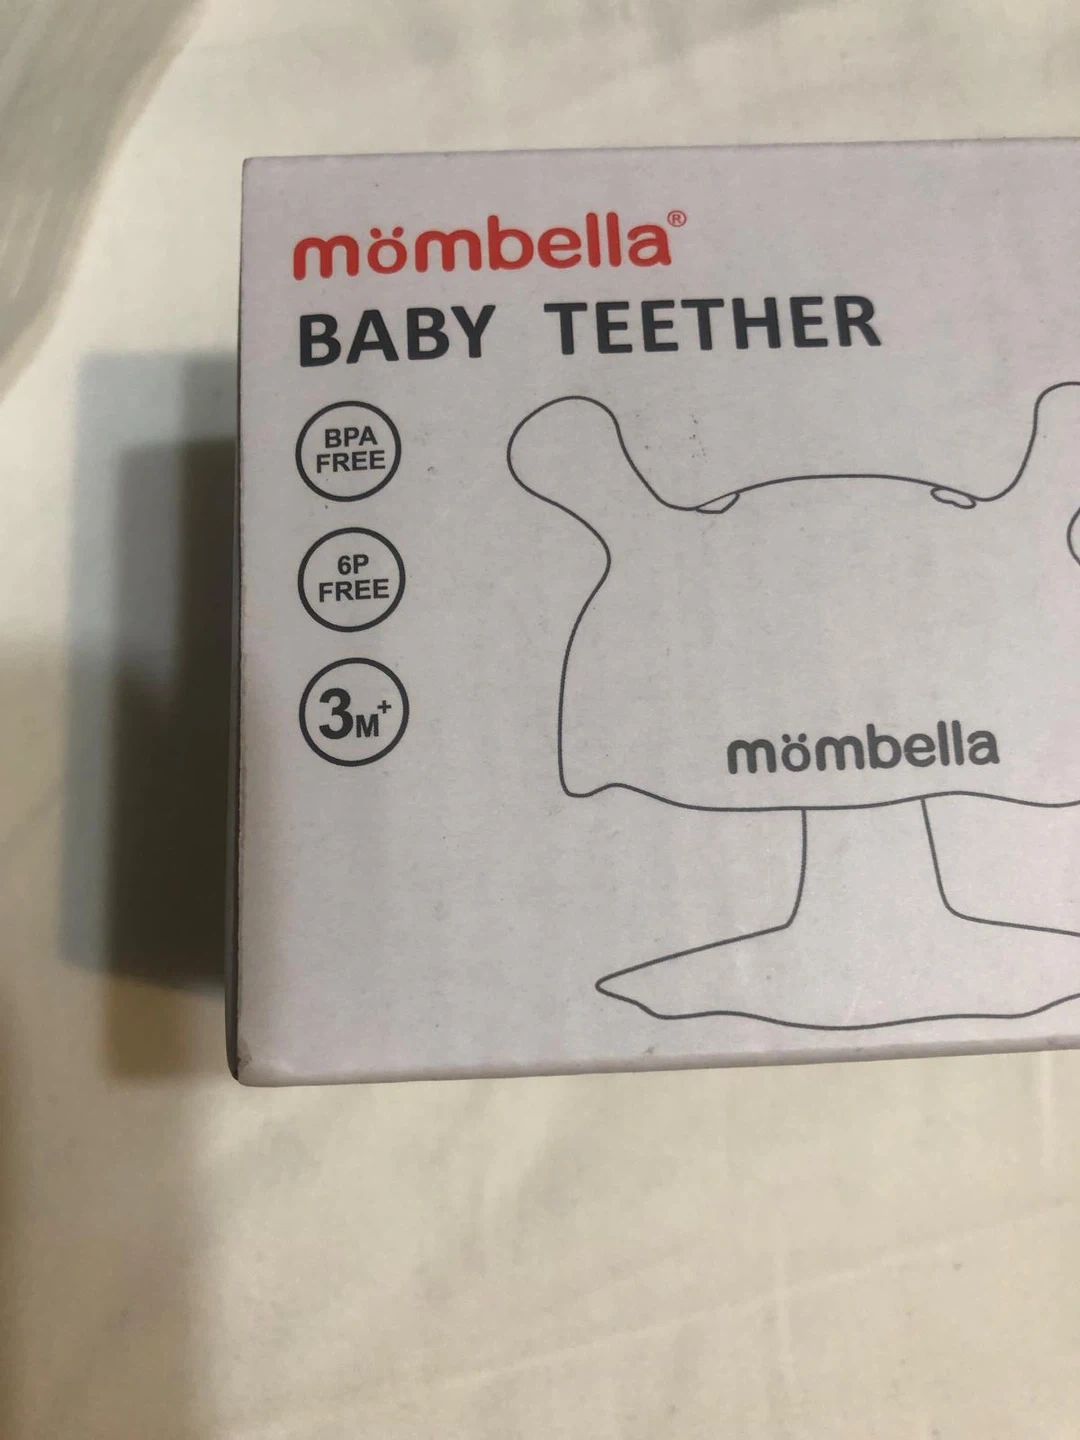 mömbella®
BABY TEETHER
BPA
FREE
6P
FREE
3M+
mömbella